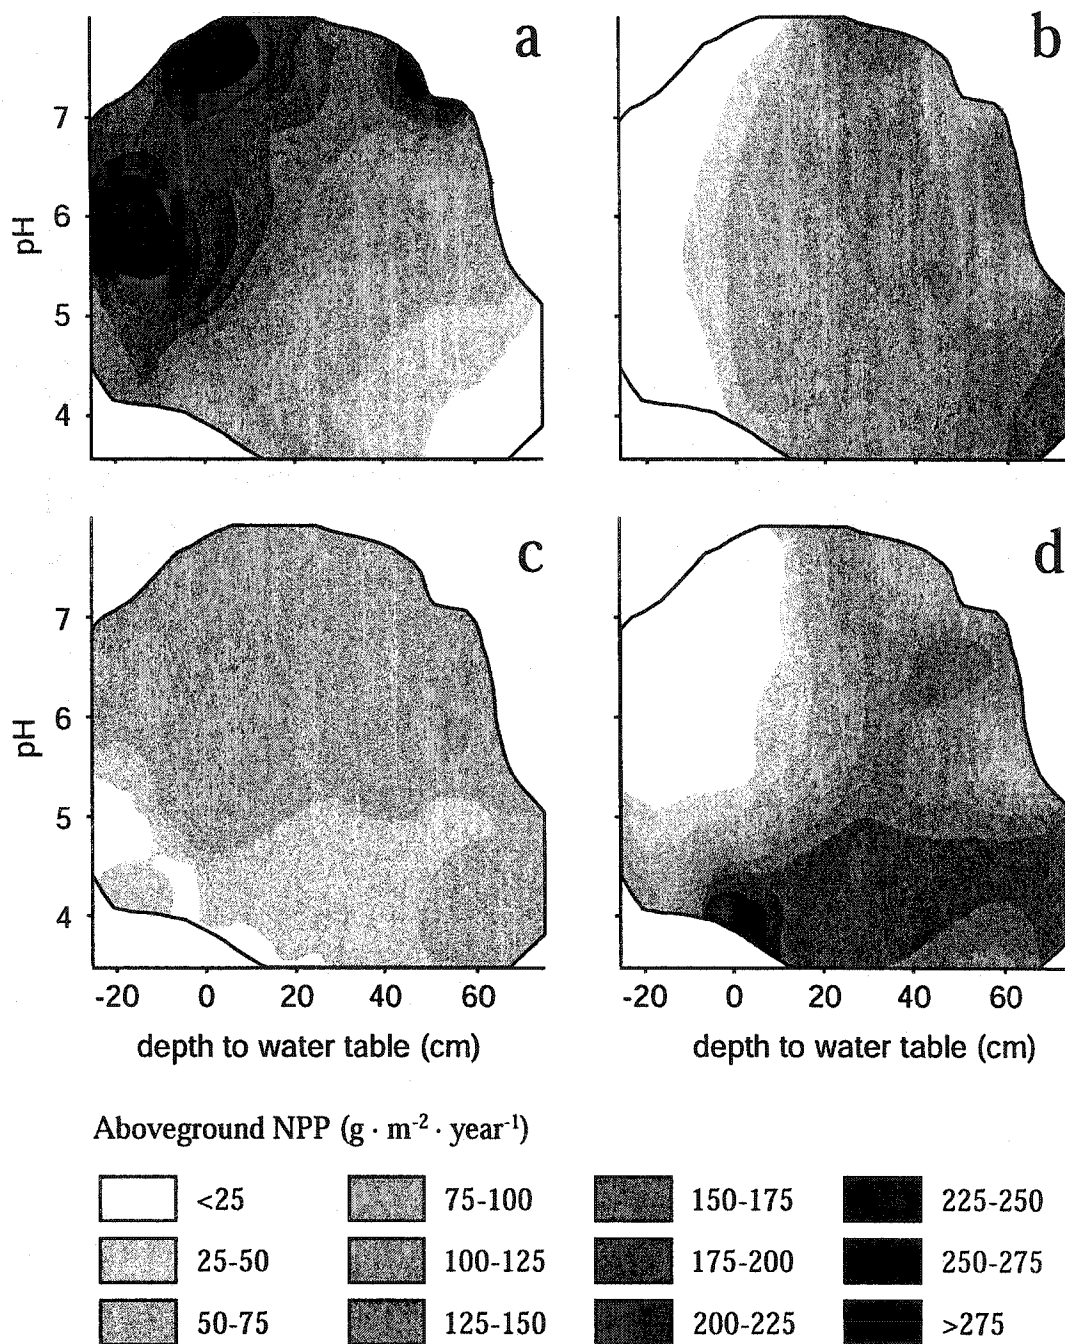 a b
pH
7
6
5
4
c d
pH
7
6
5
4
-20 0 20 40 60 -20 0 20 40 60
depth to water table (cm) depth to water table (cm)
Aboveground NPP (g · m-2 · year-1)
<25 75-100 150-175 225-250
25-50 100-125 175-200 250-275
50-75 125-150 200-225 >275